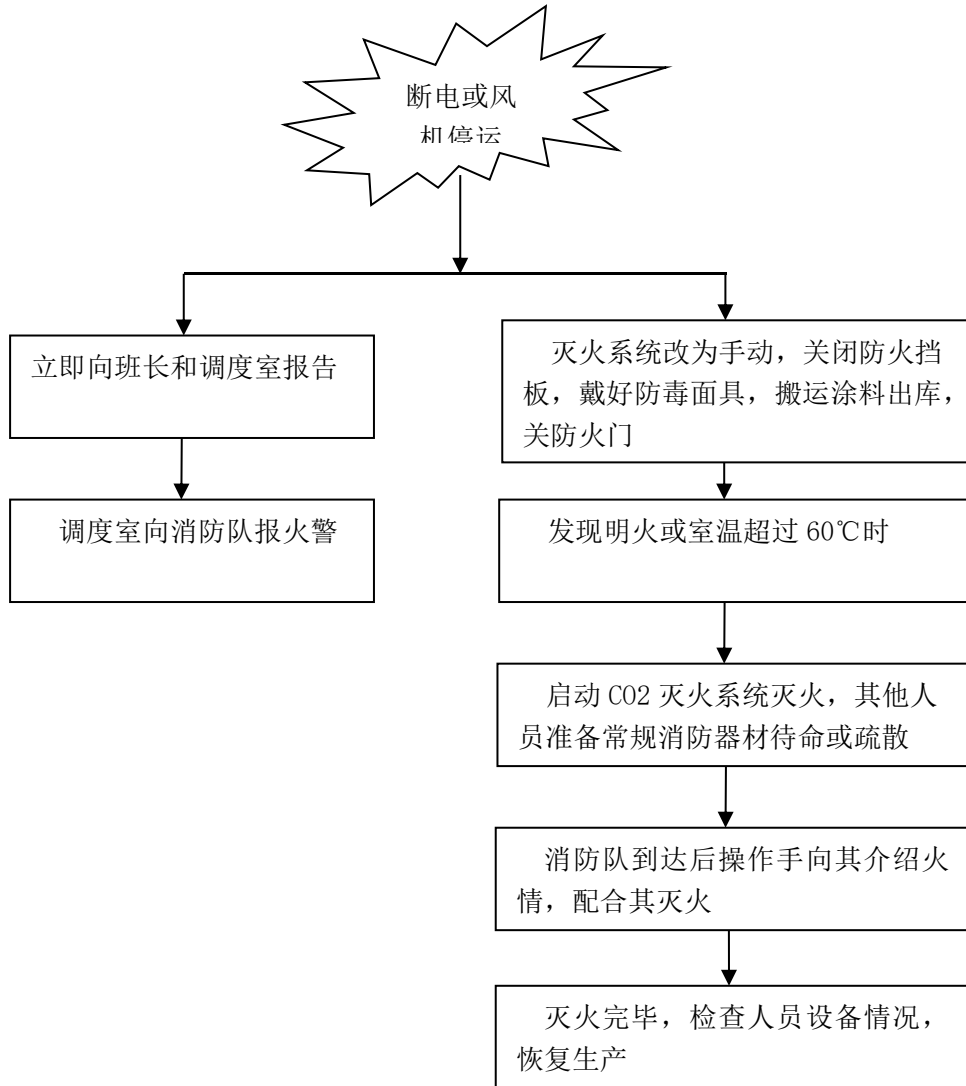 断电或风
机停运
立即向班长和调度室报告
调度室向消防队报火警
灭火系统改为手动，关闭防火挡
板，戴好防毒面具，搬运涂料出库，
关防火门
发现明火或室温超过 60℃时
启动 CO2 灭火系统灭火，其他人
员准备常规消防器材待命或疏散
消防队到达后操作手向其介绍火
情，配合其灭火
灭火完毕，检查人员设备情况，
恢复生产